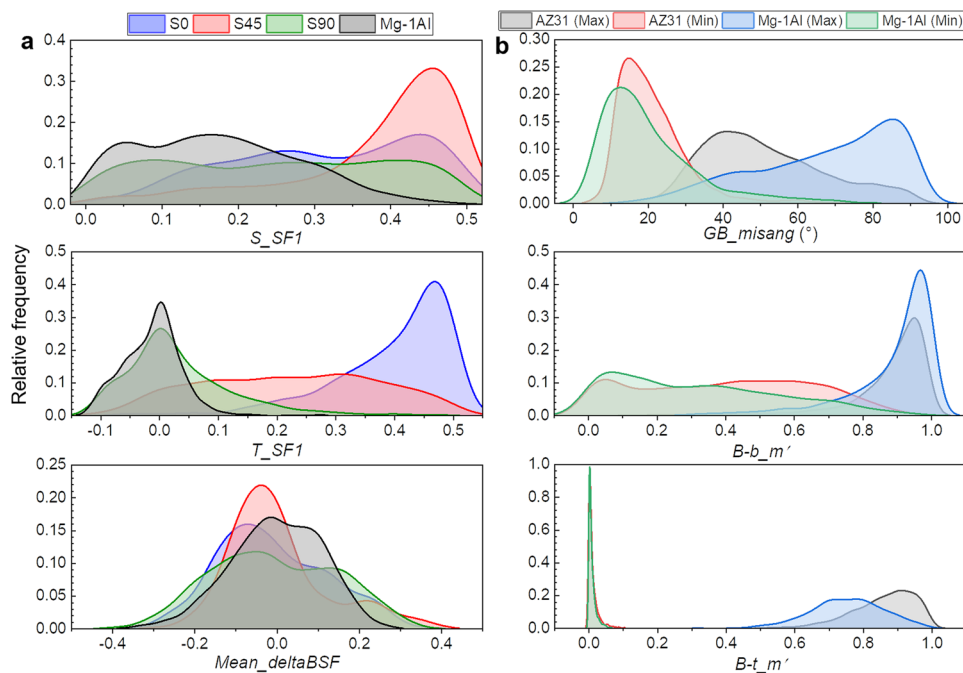 a
S0 S45 S90 Mg-1Al
0.4
0.3
0.2
0.1
0.0
0.0 0.1 0.2 0.3 0.4 0.5
S_SF1
0.5
0.4
0.3
0.2
0.1
0.0
-0.1 0.0 0.1 0.2 0.3 0.4 0.5
T_SF1
0.25
0.20
0.15
0.10
0.05
0.00
-0.4 -0.2 0.0 0.2 0.4
Mean_deltaBSF
Relative frequency
b
AZ31 (Max) AZ31 (Min) Mg-1Al (Max) Mg-1Al (Min)
0.30
0.25
0.20
0.15
0.10
0.05
0.00
0 20 40 60 80 100
GB_misang (°)
0.5
0.4
0.3
0.2
0.1
0.0
0.0 0.2 0.4 0.6 0.8 1.0
B-b_m′
1.0
0.8
0.6
0.4
0.2
0.0
0.0 0.2 0.4 0.6 0.8 1.0
B-t_m′